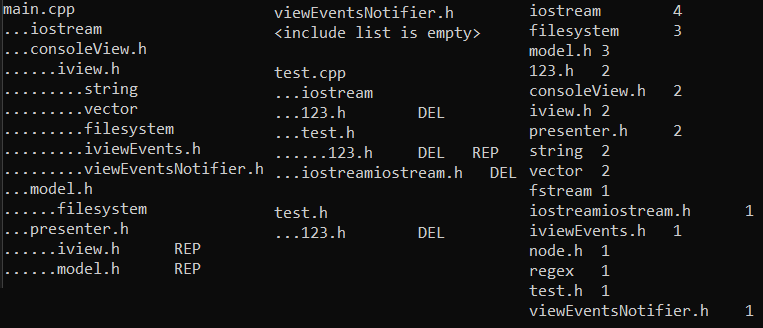 main.cpp
...iostream
...consoleView.h
......iview.h
.........string
.........vector
.........filesystem
.........iviewEvents.h
.........viewEventsNotifier.h
...model.h
......filesystem
...presenter.h
......iview.h REP
......model.h REP
viewEventsNotifier.h
<include list is empty>
test.cpp
...iostream
...123.h DEL
...test.h
......123.h DEL REP
...iostreamiostream.h DEL
test.h
...123.h DEL
iostream 4
filesystem 3
model.h 3
123.h 2
consoleView.h 2
iview.h 2
presenter.h 2
string 2
vector 2
fstream 1
iostreamiostream.h 1
iviewEvents.h 1
node.h 1
regex 1
test.h 1
viewEventsNotifier.h 1